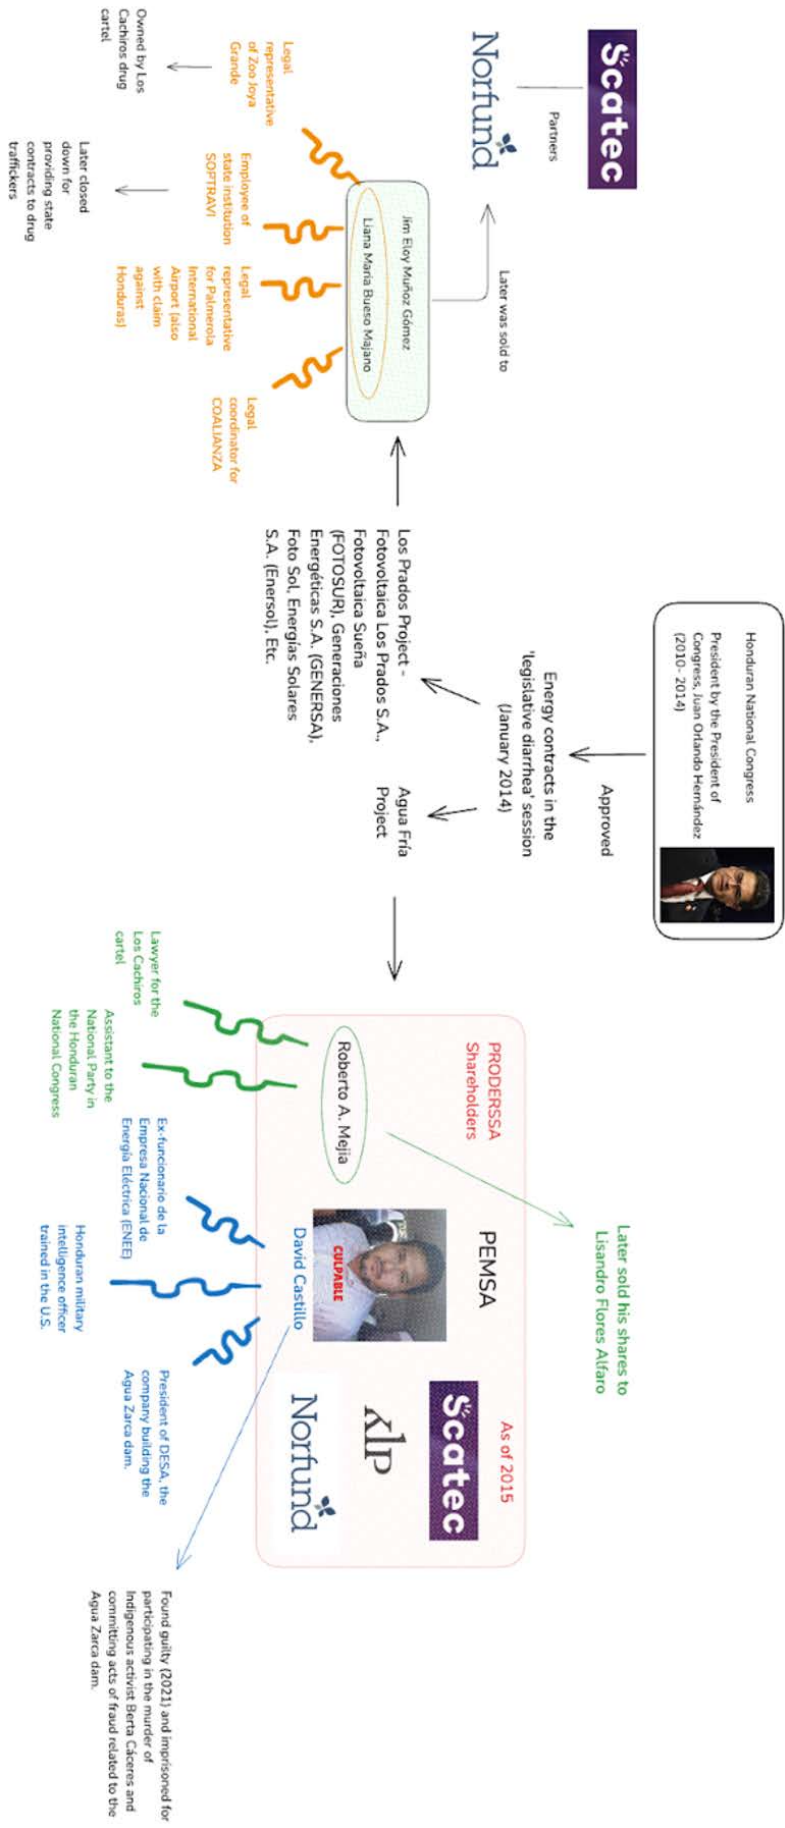 Honduran National Congress
President by the President of
Congress, Juan Orlando Hernández
(2010- 2014)
Approved
Energy contracts in the
'legislative diarrhea' session
(January 2014)
Scatec
Partners
Norfund
Later was sold to
Jim Eloy Muñoz Gómez
Liana Maria Bueso Majano
Los Prados Project -
Fotovoltaica Los Prados S.A.,
Fotovoltaica Sueña
(FOTOSUR), Generaciones
Energéticas S.A. (GENERSA),
Foto Sol, Energías Solares
S.A. (Enersol), Etc.
Agua Fría
Project
Legal
representative
of Zoo Joya
Grande
Owned by Los
Cachiros drug
cartel
Employee of
state institution
SOPTRAVI
Later closed
down for
providing state
contracts to drug
traffickers
Legal
representative
for Palmerola
International
Airport (also
with claim
against
Honduras)
Legal
coordinator for
COALIANZA
Later sold his shares to
Lisandro Flores Alfaro
PRODERSSA
Shareholders
PEMSA
As of 2015
Roberto A. Mejia
CULPABLE
David Castillo
Scatec
klp
Norfund
Lawyer for the
Los Cachiros
cartel
Assistant to the
National Party in
the Honduran
National Congress
Ex-funcionario de la
Empresa Nacional de
Energía Eléctrica (ENEE)
Honduran military
intelligence officer
trained in the U.S.
President of DESA, the
company building the
Agua Zarca dam.
Found guilty (2021) and imprisoned for
participating in the murder of
Indigenous activist Berta Cáceres and
committing acts of fraud related to the
Agua Zarca dam.